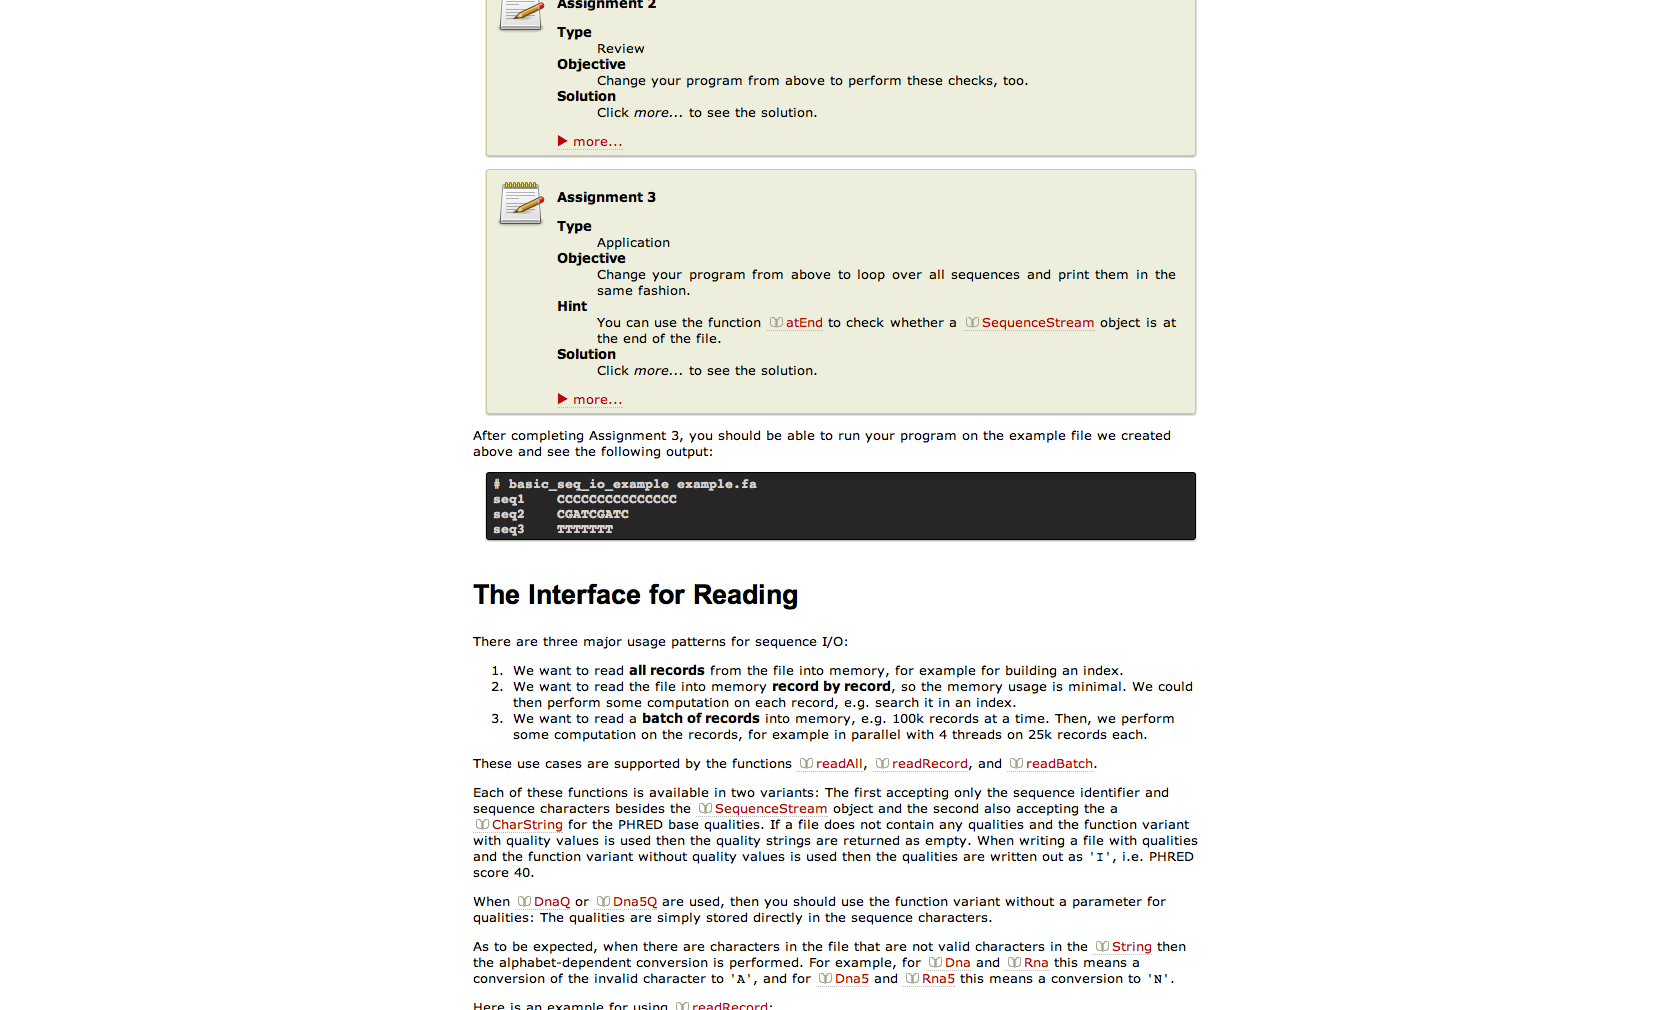 Assignment 2
Type
Review
Objective
Change your program from above to perform these checks, too.
Solution
Click more... to see the solution.
more...
Assignment 3
Type
Application
Objective
Change your program from above to loop over all sequences and print them in the
same fashion.
Hint
You can use the function atEnd to check whether a SequenceStream object is at
the end of the file.
Solution
Click more... to see the solution.
more...
After completing Assignment 3, you should be able to run your program on the example file we created
above and see the following output:
# basic_seq_io_example example.fa
seq1    CCCCCCCCCCCCCCC
seq2    CGATCGATC
seq3    TTTTTTT
The Interface for Reading
There are three major usage patterns for sequence I/O:
1. We want to read all records from the file into memory, for example for building an index.
2. We want to read the file into memory record by record, so the memory usage is minimal. We could
then perform some computation on each record, e.g. search it in an index.
3. We want to read a batch of records into memory, e.g. 100k records at a time. Then, we perform
some computation on the records, for example in parallel with 4 threads on 25k records each.
These use cases are supported by the functions readAll, readRecord, and readBatch.
Each of these functions is available in two variants: The first accepting only the sequence identifier and
sequence characters besides the SequenceStream object and the second also accepting the a
CharString for the PHRED base qualities. If a file does not contain any qualities and the function variant
with quality values is used then the quality strings are returned as empty. When writing a file with qualities
and the function variant without quality values is used then the qualities are written out as 'I', i.e. PHRED
score 40.
When DnaQ or Dna5Q are used, then you should use the function variant without a parameter for
qualities: The qualities are simply stored directly in the sequence characters.
As to be expected, when there are characters in the file that are not valid characters in the String then
the alphabet-dependent conversion is performed. For example, for Dna and Rna this means a
conversion of the invalid character to 'A', and for Dna5 and Rna5 this means a conversion to 'N'.
Here is an example for using readRecord: